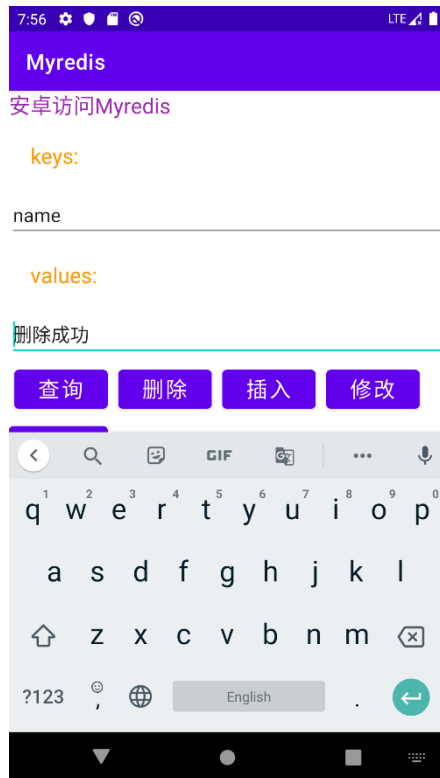 7:56 LTE
Myredis
安卓访问Myredis
keys:
name
values:
删除成功
查询 删除 插入 修改
GIF G
1 2 3 4 5 6 7 8 9 0
q w e r t y u i o p
a s d f g h j k l
z x c v b n m
?123 , English .